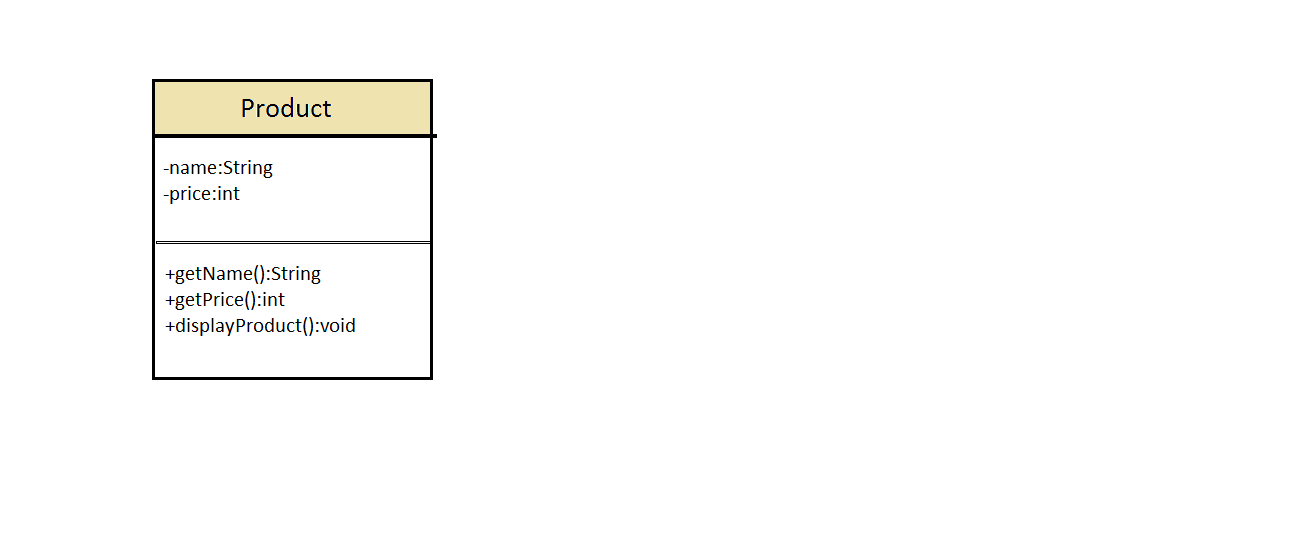 Product
-name:String
-price:int
+getName():String
+getPrice():int
+displayProduct():void